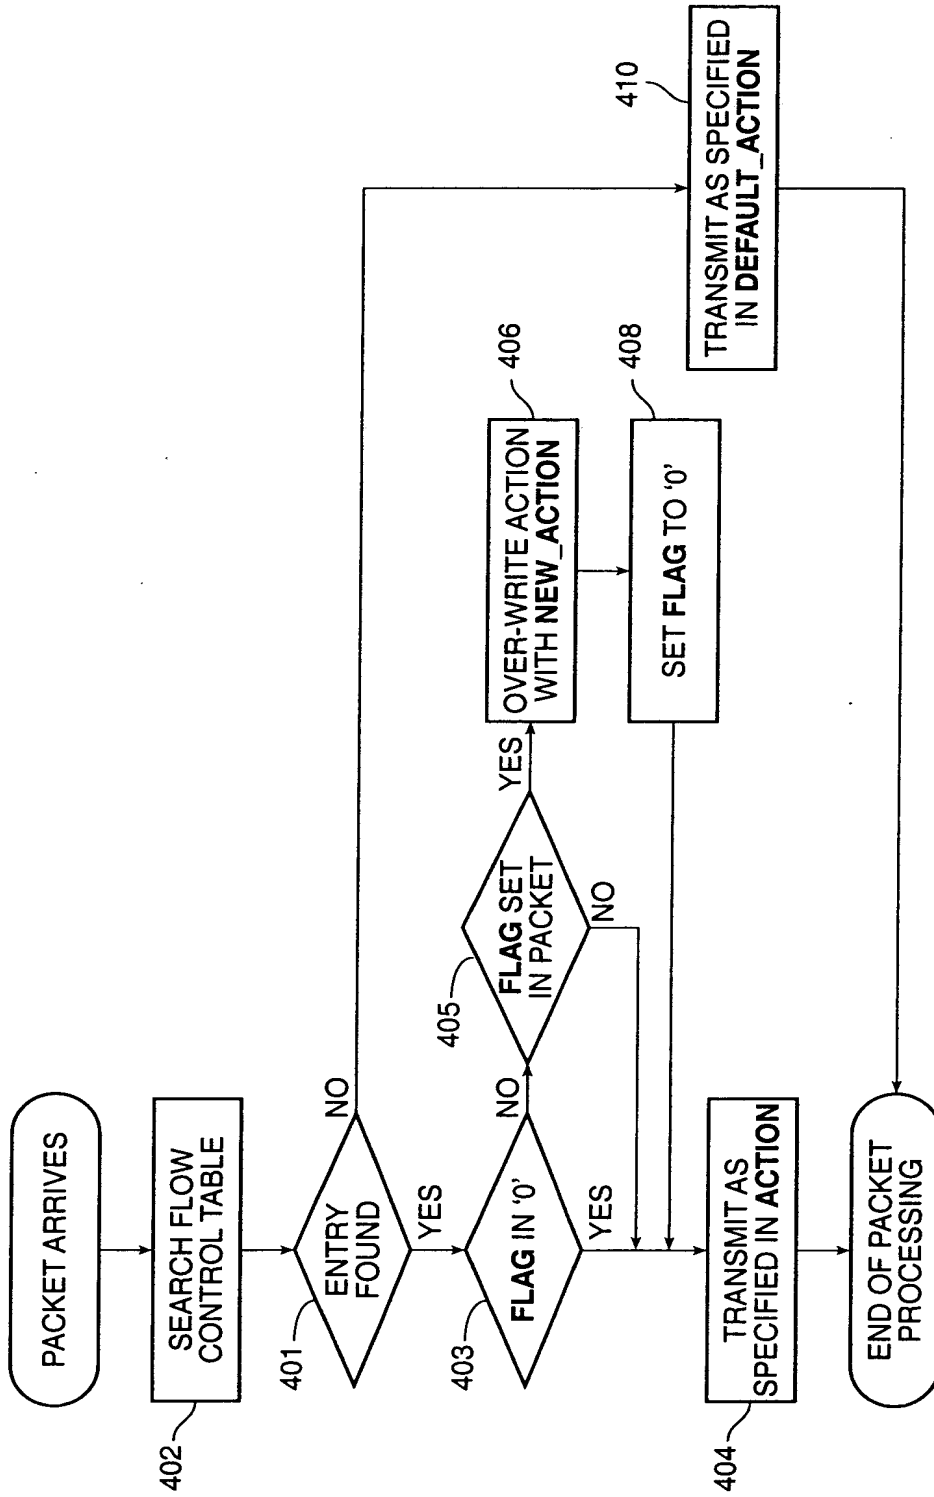 PACKET ARRIVES
SEARCH FLOW
CONTROL TABLE
402
ENTRY
FOUND
401
NO
YES
FLAG IN ‘0’
403
NO
YES
FLAG SET
IN PACKET
405
YES
NO
OVER-WRITE ACTION
WITH NEW_ACTION
406
SET FLAG TO ‘0’
408
TRANSMIT AS
SPECIFIED IN ACTION
404
TRANSMIT AS SPECIFIED
IN DEFAULT_ACTION
410
END OF PACKET
PROCESSING